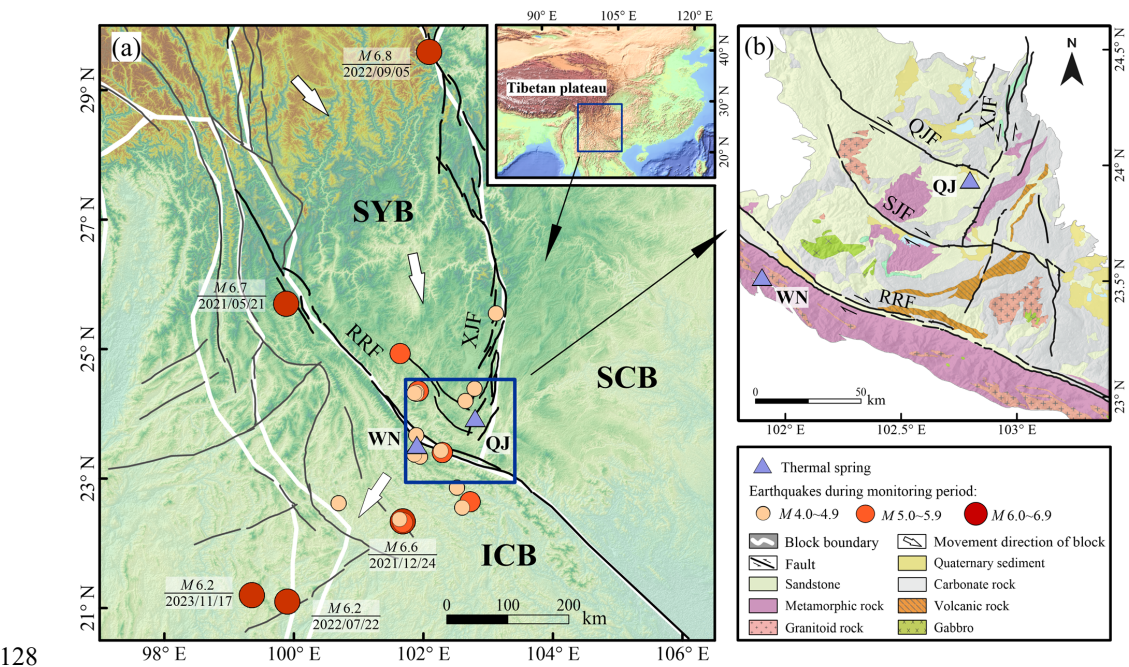 90° E 105° E 120° E
40° N
30° N
20° N
Tibetan plateau
(a)
M 6.8
2022/09/05
29° N
27° N
25° N
23° N
21° N
SYB
M 6.7
2021/05/21
RRF
XJF
SCB
WN
QJ
M 6.6
2021/12/24
ICB
M 6.2
2023/11/17
M 6.2
2022/07/22
0 100 200
km
98° E 100° E 102° E 104° E 106° E
(b)
N
24.5° N
24° N
23.5° N
23° N
QJF
XJF
QJ
SJF
WN
RRF
0 50
km
102° E 102.5° E 103° E
Thermal spring
Earthquakes during monitoring period:
M 4.0~4.9 M 5.0~5.9 M 6.0~6.9
Block boundary Movement direction of block
Fault Quaternary sediment
Sandstone Carbonate rock
Metamorphic rock Volcanic rock
Granitoid rock Gabbro
128